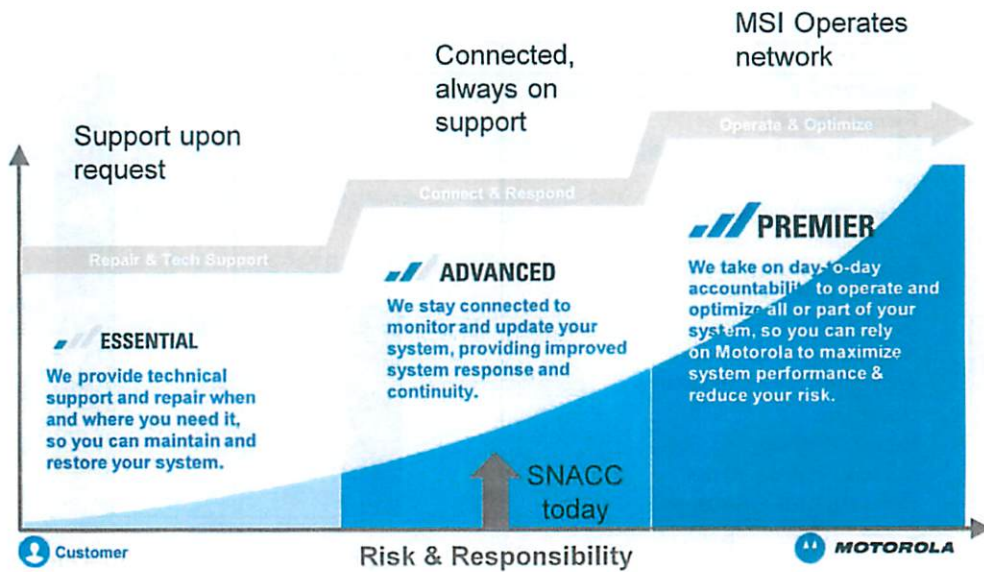 MSI Operates
network
Connected,
always on
support
Support upon
request
Operate & Optimize
Connect & Respond
Repair & Tech Support
PREMIER
We take on day-to-day
accountability to operate and
optimize all or part of your
system, so you can rely
on Motorola to maximize
system performance &
reduce your risk.
ADVANCED
We stay connected to
monitor and update your
system, providing improved
system response and
continuity.
ESSENTIAL
We provide technical
support and repair when
and where you need it,
so you can maintain and
restore your system.
SNACC
today
Customer
Risk & Responsibility
MOTOROLA